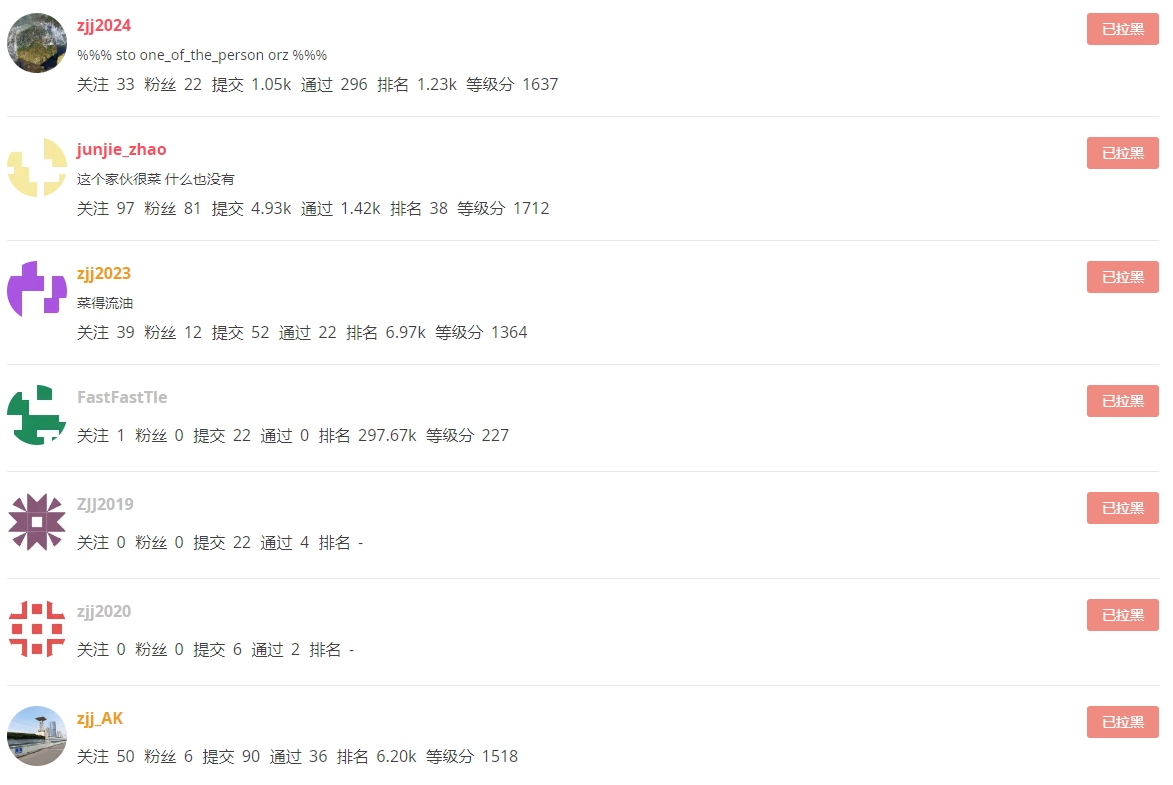 zjj2024
已拉黑
%%% sto one_of_the_person orz %%%
关注 33 粉丝 22 提交 1.05k 通过 296 排名 1.23k 等级分 1637
junjie_zhao
已拉黑
这个家伙很菜 什么也没有
关注 97 粉丝 81 提交 4.93k 通过 1.42k 排名 38 等级分 1712
zjj2023
已拉黑
菜得流油
关注 39 粉丝 12 提交 52 通过 22 排名 6.97k 等级分 1364
FastFastTle
已拉黑
关注 1 粉丝 0 提交 22 通过 0 排名 297.67k 等级分 227
ZJJ2019
已拉黑
关注 0 粉丝 0 提交 22 通过 4 排名 -
zjj2020
已拉黑
关注 0 粉丝 0 提交 6 通过 2 排名 -
zjj_AK
已拉黑
关注 50 粉丝 6 提交 90 通过 36 排名 6.20k 等级分 1518